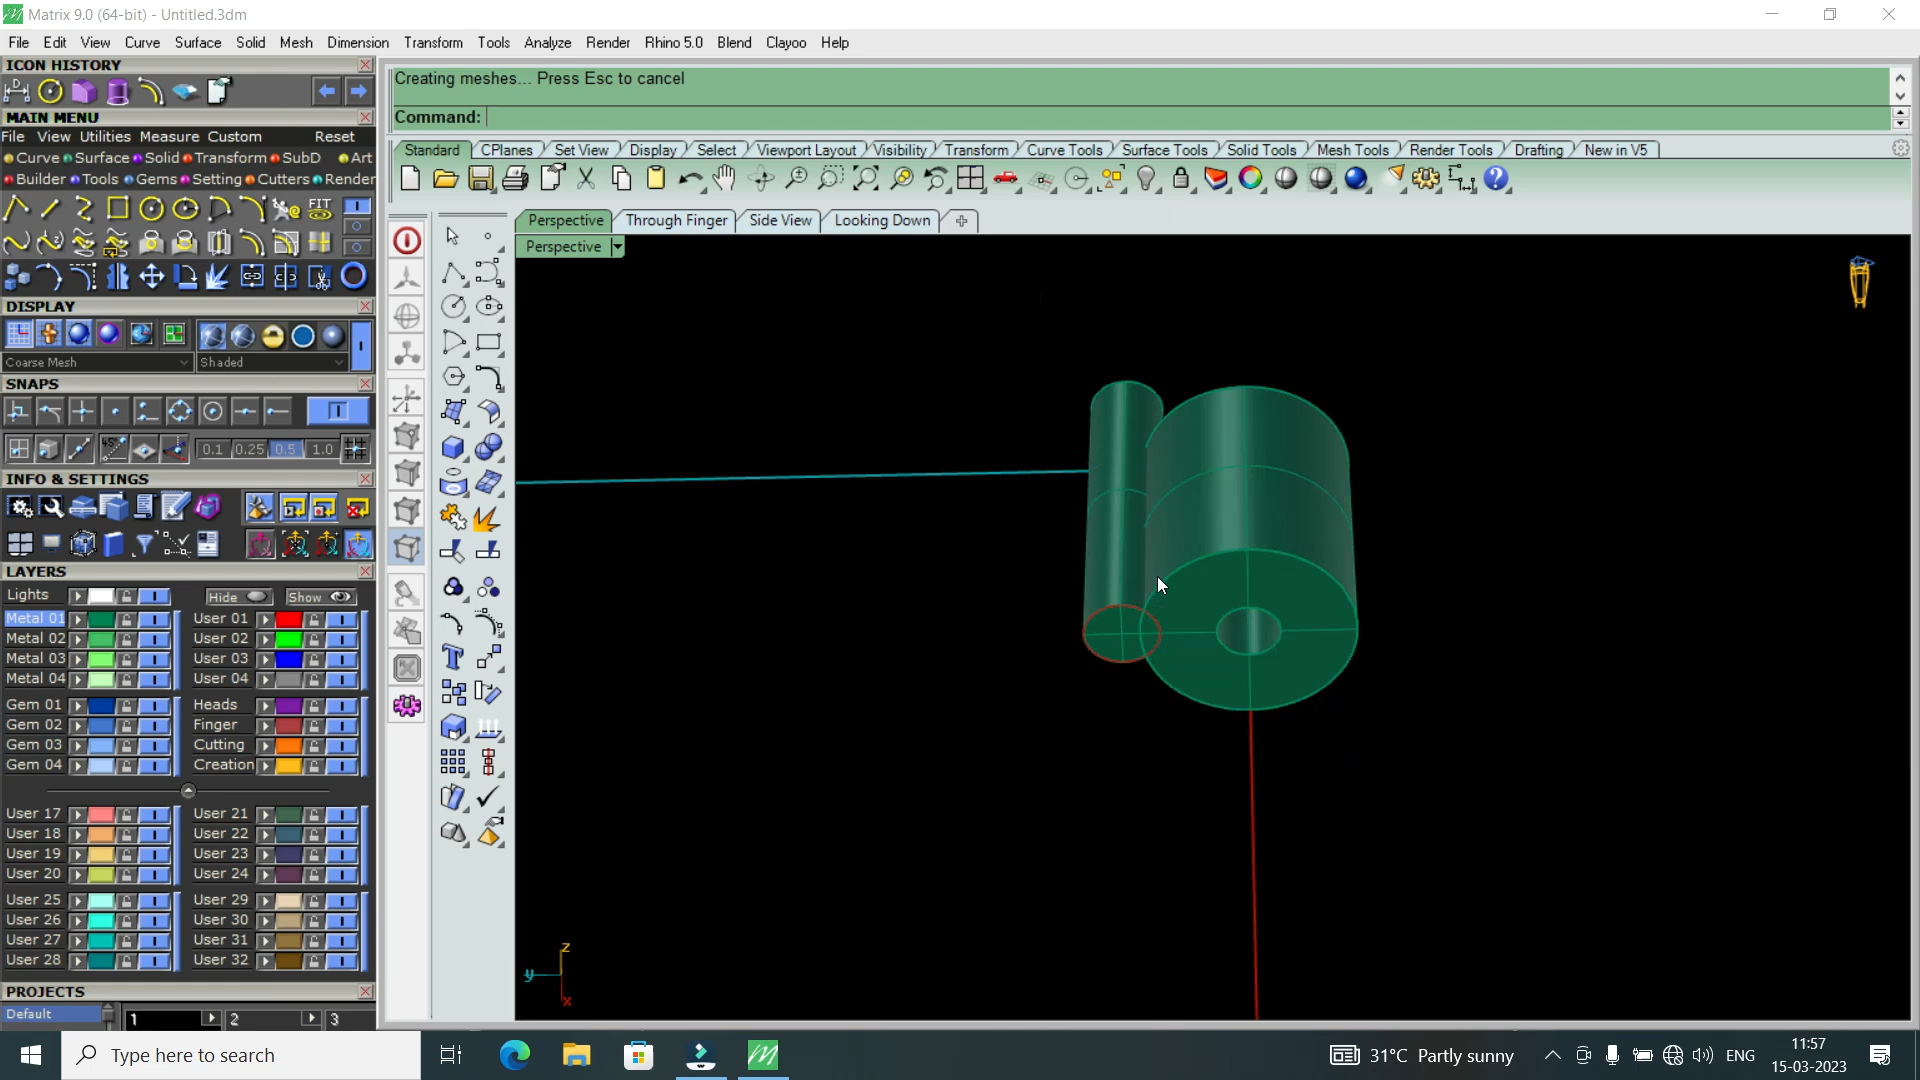 Matrix 9.0 (64-bit) - Untitled.3dm
File Edit View Curve Surface Solid Mesh Dimension Transform Tools Analyze Render Rhino 5.0 Blend Clayoo Help
ICON HISTORY
MAIN MENU
File View Utilities Measure Custom Reset
Curve Surface Solid Transform SubD Art
Builder Tools Gems Setting Cutters Render
FIT
DISPLAY
Coarse Mesh Shaded
SNAPS
45°
0.1 0.25 0.5 1.0
INFO & SETTINGS
LAYERS
Lights Hide Show
Metal 01 User 01
Metal 02 User 02
Metal 03 User 03
Metal 04 User 04
Gem 01 Heads
Gem 02 Finger
Gem 03 Cutting
Gem 04 Creation
User 17 User 21
User 18 User 22
User 19 User 23
User 20 User 24
User 25 User 29
User 26 User 30
User 27 User 31
User 28 User 32
PROJECTS
Default 1 2 3
Creating meshes... Press Esc to cancel
Command:
Standard CPlanes Set View Display Select Viewport Layout Visibility Transform Curve Tools Surface Tools Solid Tools Mesh Tools Render Tools Drafting New in V5
Perspective Through Finger Side View Looking Down
Perspective
z
y
x
Type here to search
31°C Partly sunny
ENG
11:57
15-03-2023